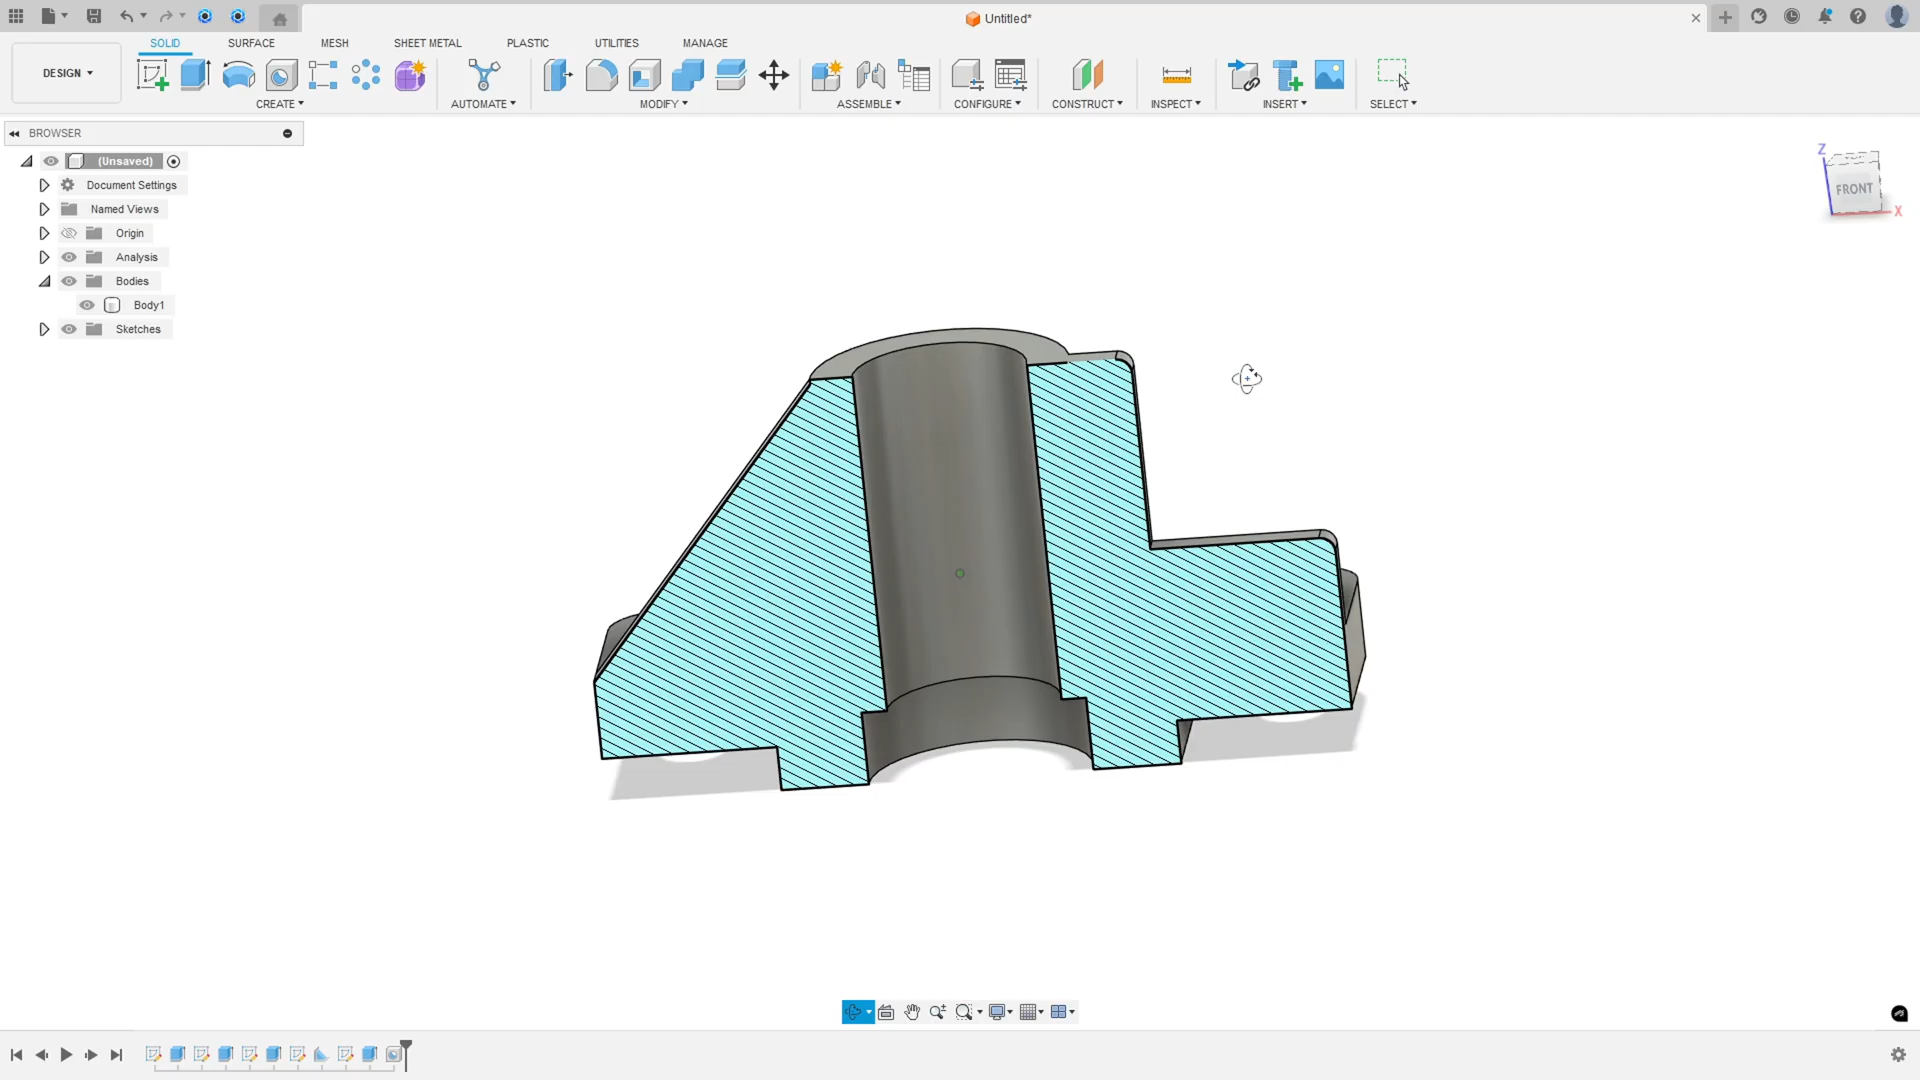 Untitled*
SOLID SURFACE MESH SHEET METAL PLASTIC UTILITIES MANAGE
DESIGN
CREATE AUTOMATE MODIFY ASSEMBLE CONFIGURE CONSTRUCT INSPECT INSERT SELECT
BROWSER
(Unsaved)
Document Settings
Named Views
Origin
Analysis
Bodies
Body1
Sketches
Z
FRONT
X